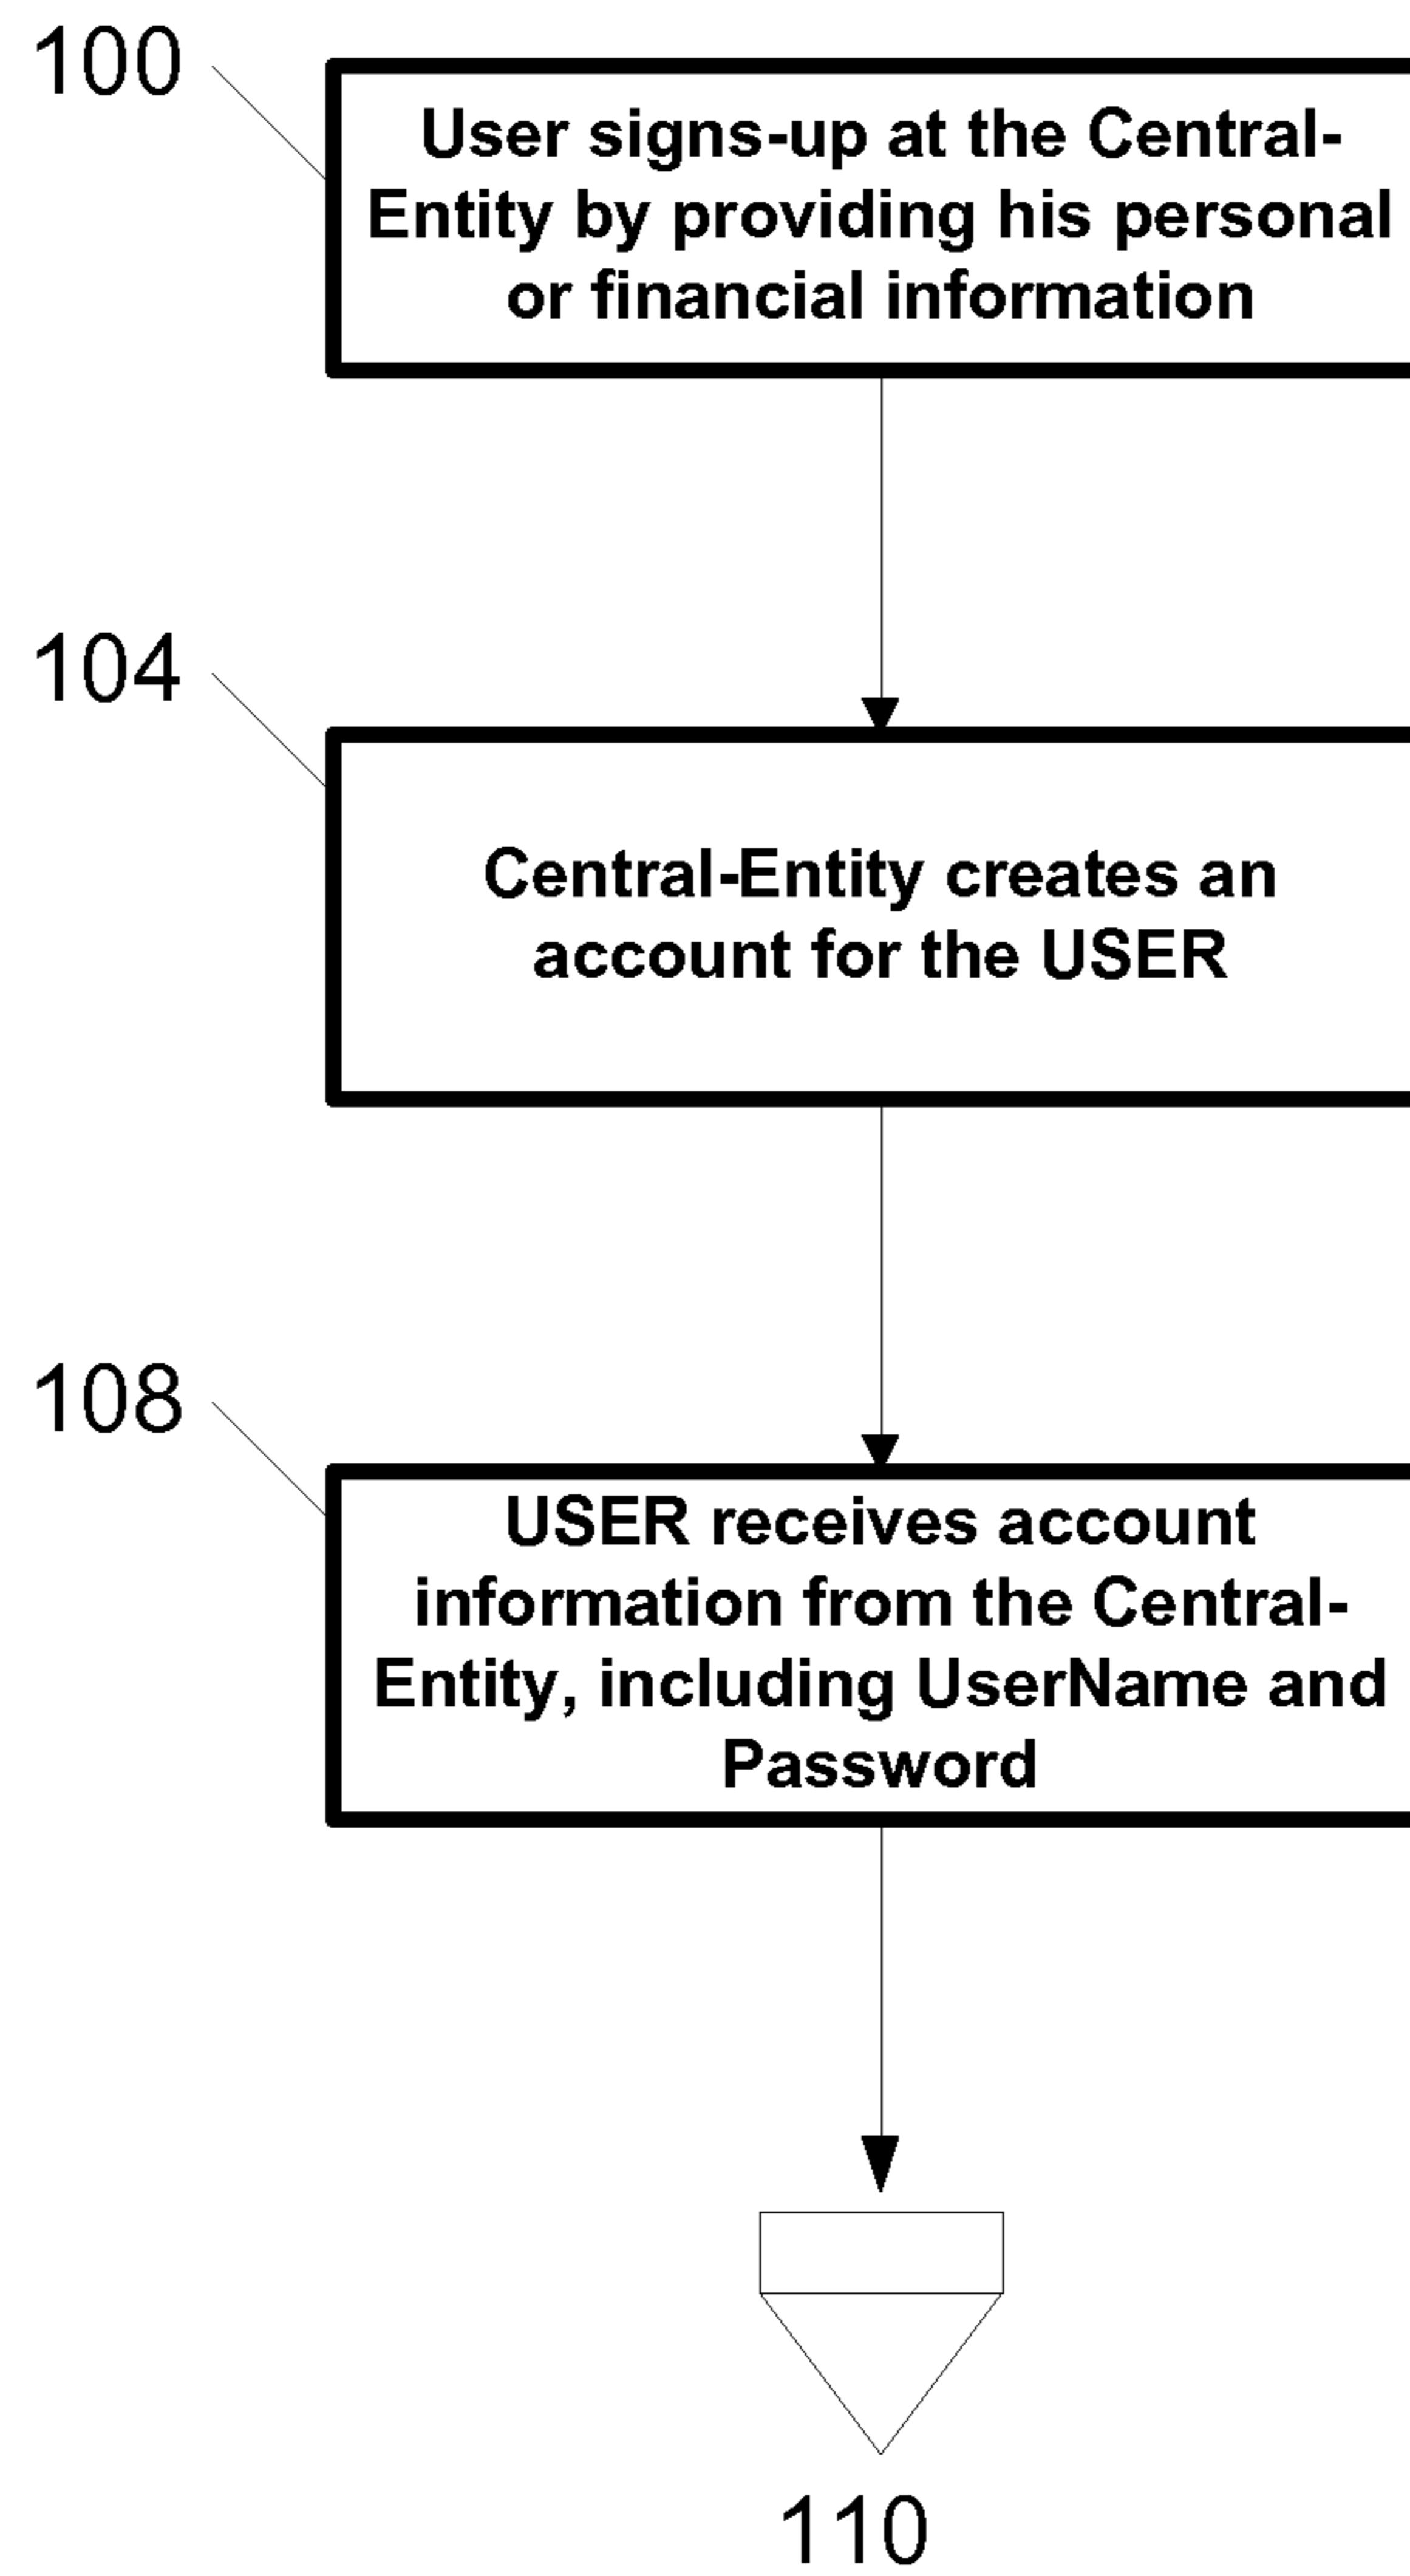 100
User signs-up at the Central-
Entity by providing his personal
or financial information
104
Central-Entity creates an
account for the USER
108
USER receives account
information from the Central-
Entity, including UserName and
Password
110